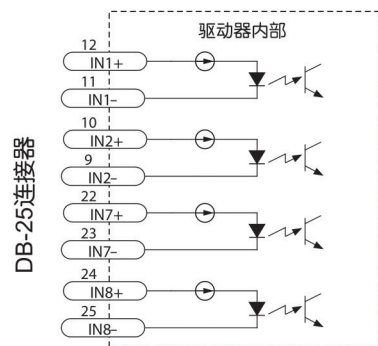 驱动器内部
DB-25连接器
12
IN1+
11
IN1–
10
IN2+
9
IN2–
22
IN7+
23
IN7–
24
IN8+
25
IN8–